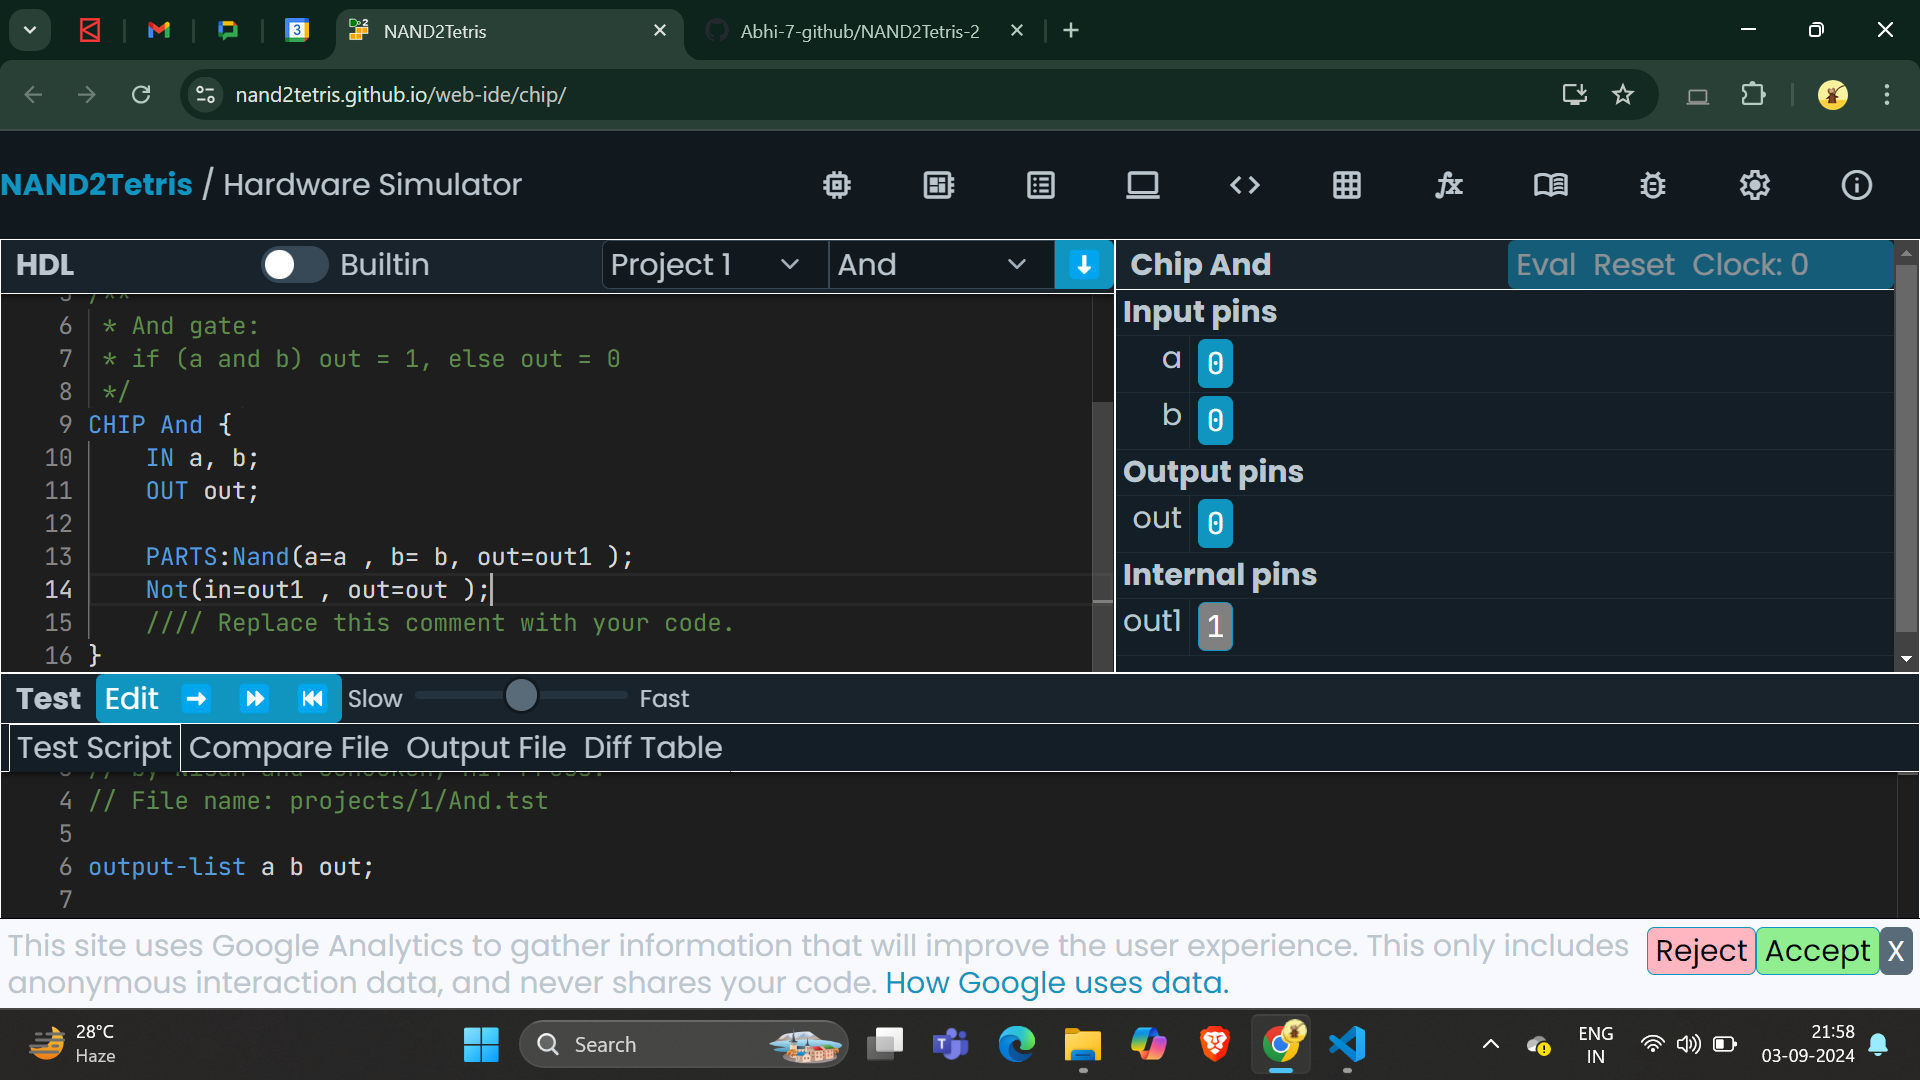 NAND2Tetris
Abhi-7-github/NAND2Tetris-2
nand2tetris.github.io/web-ide/chip/
NAND2Tetris / Hardware Simulator
HDL Builtin Project 1 And
Chip And Eval Reset Clock: 0
6 * And gate:
7 * if (a and b) out = 1, else out = 0
8 */
9 CHIP And {
10 IN a, b;
11 OUT out;
12
13 PARTS:Nand(a=a , b= b, out=out1 );
14 Not(in=out1 , out=out );
15 //// Replace this comment with your code.
16 }
Input pins
a 0
b 0
Output pins
out 0
Internal pins
out1 1
Test Edit Slow Fast
Test Script Compare File Output File Diff Table
4 // File name: projects/1/And.tst
5
6 output-list a b out;
7
This site uses Google Analytics to gather information that will improve the user experience. This only includes
anonymous interaction data, and never shares your code. How Google uses data.
Reject Accept X
28°C
Haze
Search
ENG
IN
21:58
03-09-2024